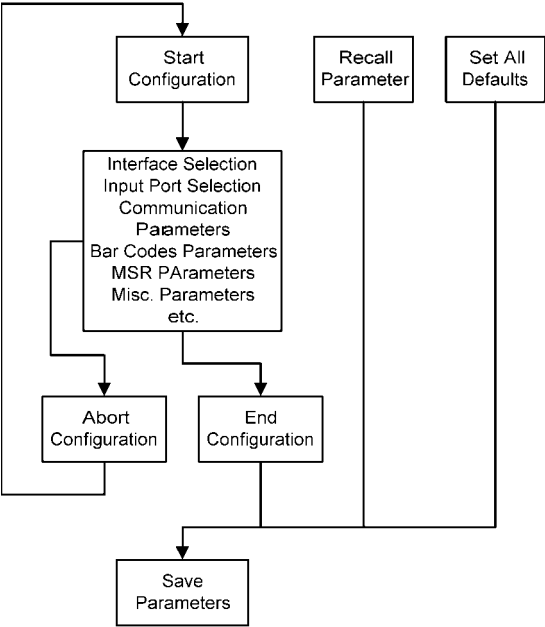 Start
Configuration
Recall
Parameter
Set All
Defaults
Interface Selection
Input Port Selection
Communication
Parameters
Bar Codes Parameters
MSR PArameters
Misc. Parameters
etc.
Abort
Configuration
End
Configuration
Save
Parameters